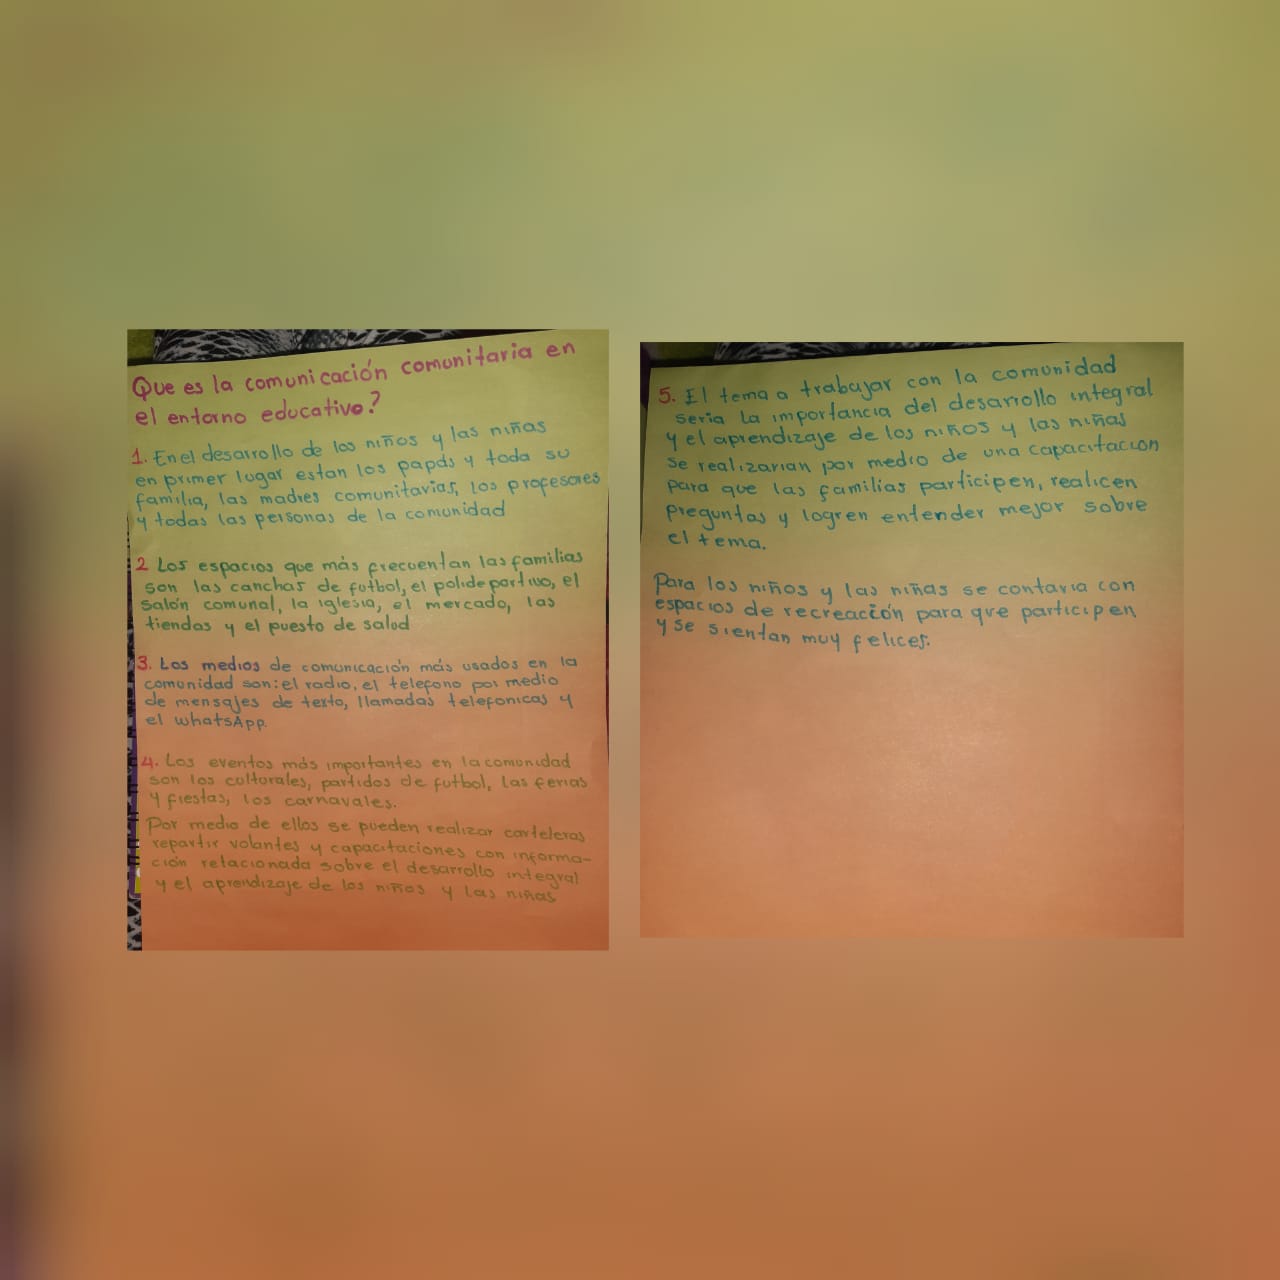 Que es la comunicación comunitaria en
el entorno educativo?
1. En el desarrollo de los niños y las niñas
en primer lugar estan los papás y toda su
familia, las madres comunitarias, los profesores
y todas las personas de la comunidad
2 Los espacios que más frecuentan las familias
son las canchas de futbol, el polideportivo, el
salón comunal, la iglesia, el mercado, las
tiendas y el puesto de salud
3. Los medios de comunicación más usados en la
comunidad son: el radio, el telefono por medio
de mensajes de texto, llamadas telefonicas y
el whatsApp.
4. Los eventos más importantes en la comunidad
son los culturales, partidos de futbol, las ferias
y fiestas, los carnavales.
Por medio de ellos se pueden realizar carteleras
repartir volantes y capacitaciones con informa-
ción relacionada sobre el desarrollo integral
y el aprendizaje de los niños y las niñas
5. El tema a trabajar con la comunidad
seria la importancia del desarrollo integral
y el aprendizaje de los niños y las niñas
se realizarian por medio de una capacitacion
para que las familias participen, realicen
preguntas y logren entender mejor sobre
el tema.
Para los niños y las niñas se contaria con
espacios de recreación para que participen
y se sientan muy felices.